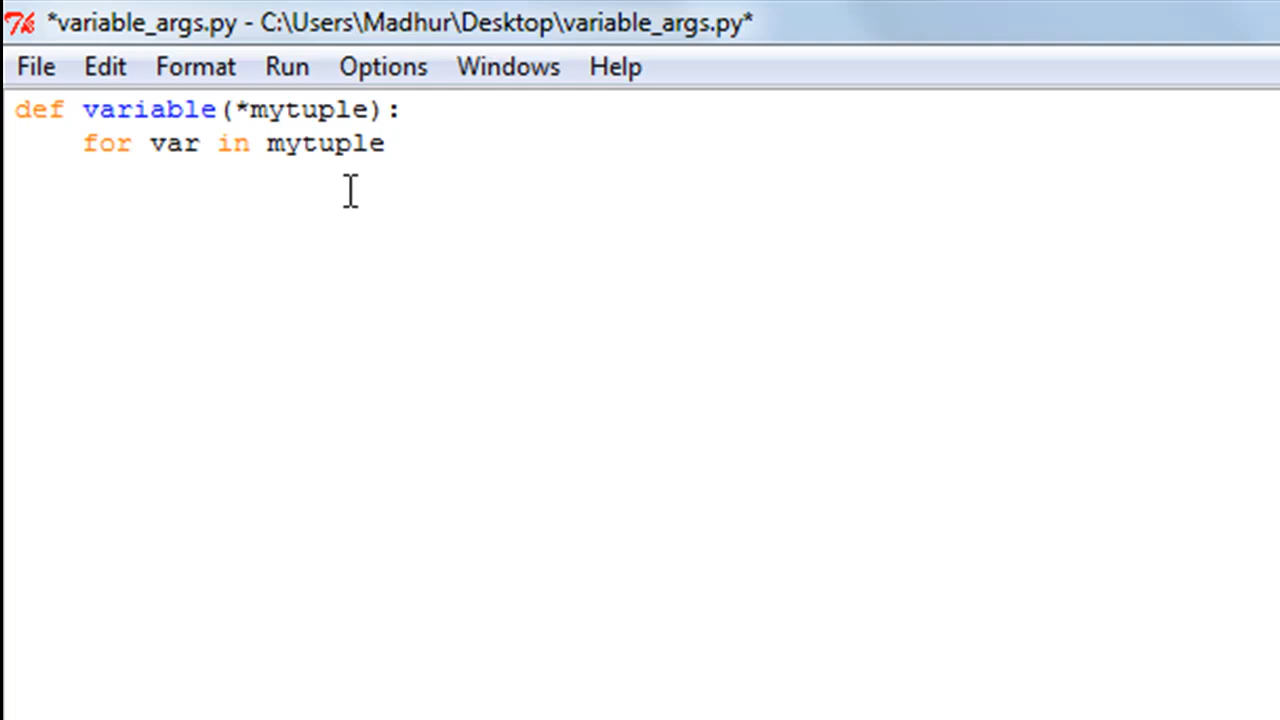 *variable_args.py - C:\Users\Madhur\Desktop\variable_args.py*
File Edit Format Run Options Windows Help
def variable(*mytuple):
    for var in mytuple